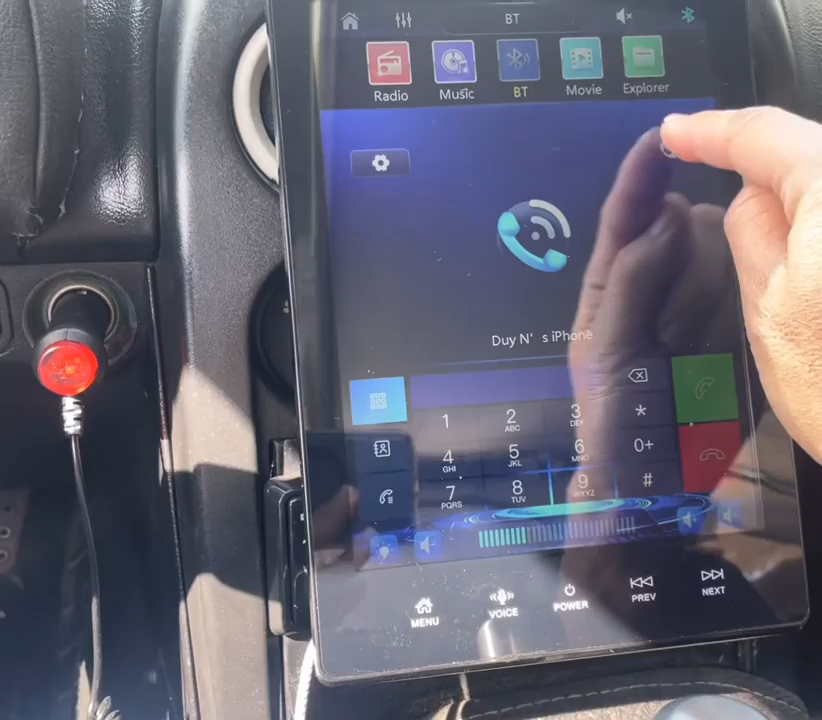 BT
Radio
Music
BT
Movie
Explorer
Duy N' s iPhone
1
2
ABC
3
DEF
*
4
GHI
5
JKL
6
MNO
0+
7
PQRS
8
TUV
9
WXYZ
#
MENU
VOICE
POWER
PREV
NEXT